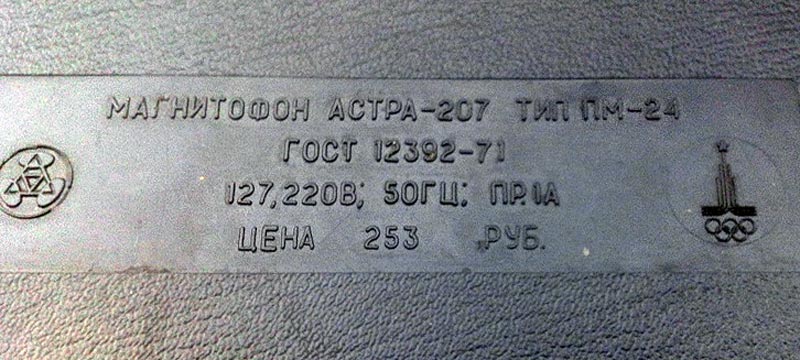 МАГНИТОФОН АСТРА-207 ТИП ПМ-24
ГОСТ 12392-71
127,220В; 50ГЦ; ПР.1А
ЦЕНА 253 РУБ.